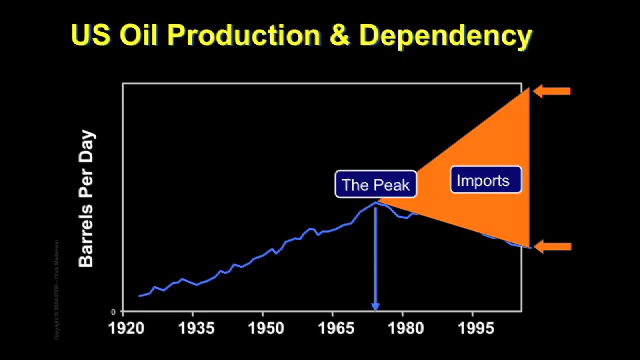 US Oil Production & Dependency
Barrels Per Day
The Peak
Imports
0
1920 1935 1950 1965 1980 1995